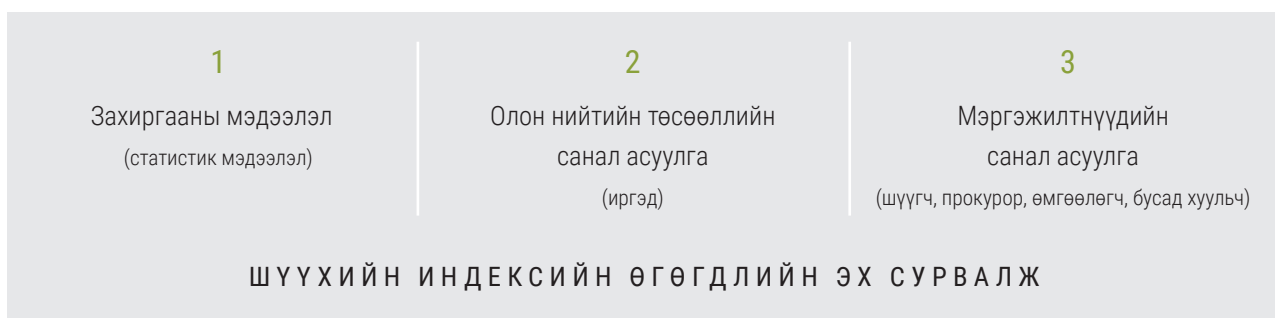 1
Захиргааны мэдээлэл
(статистик мэдээлэл)
2
Олон нийтийн төсөөллийн
санал асуулга
(иргэд)
3
Мэргэжилтнүүдийн
санал асуулга
(шүүгч, прокурор, өмгөөлөгч, бусад хуульч)
ШҮҮХИЙН ИНДЕКСИЙН ӨГӨГДЛИЙН ЭХ СУРВАЛЖ